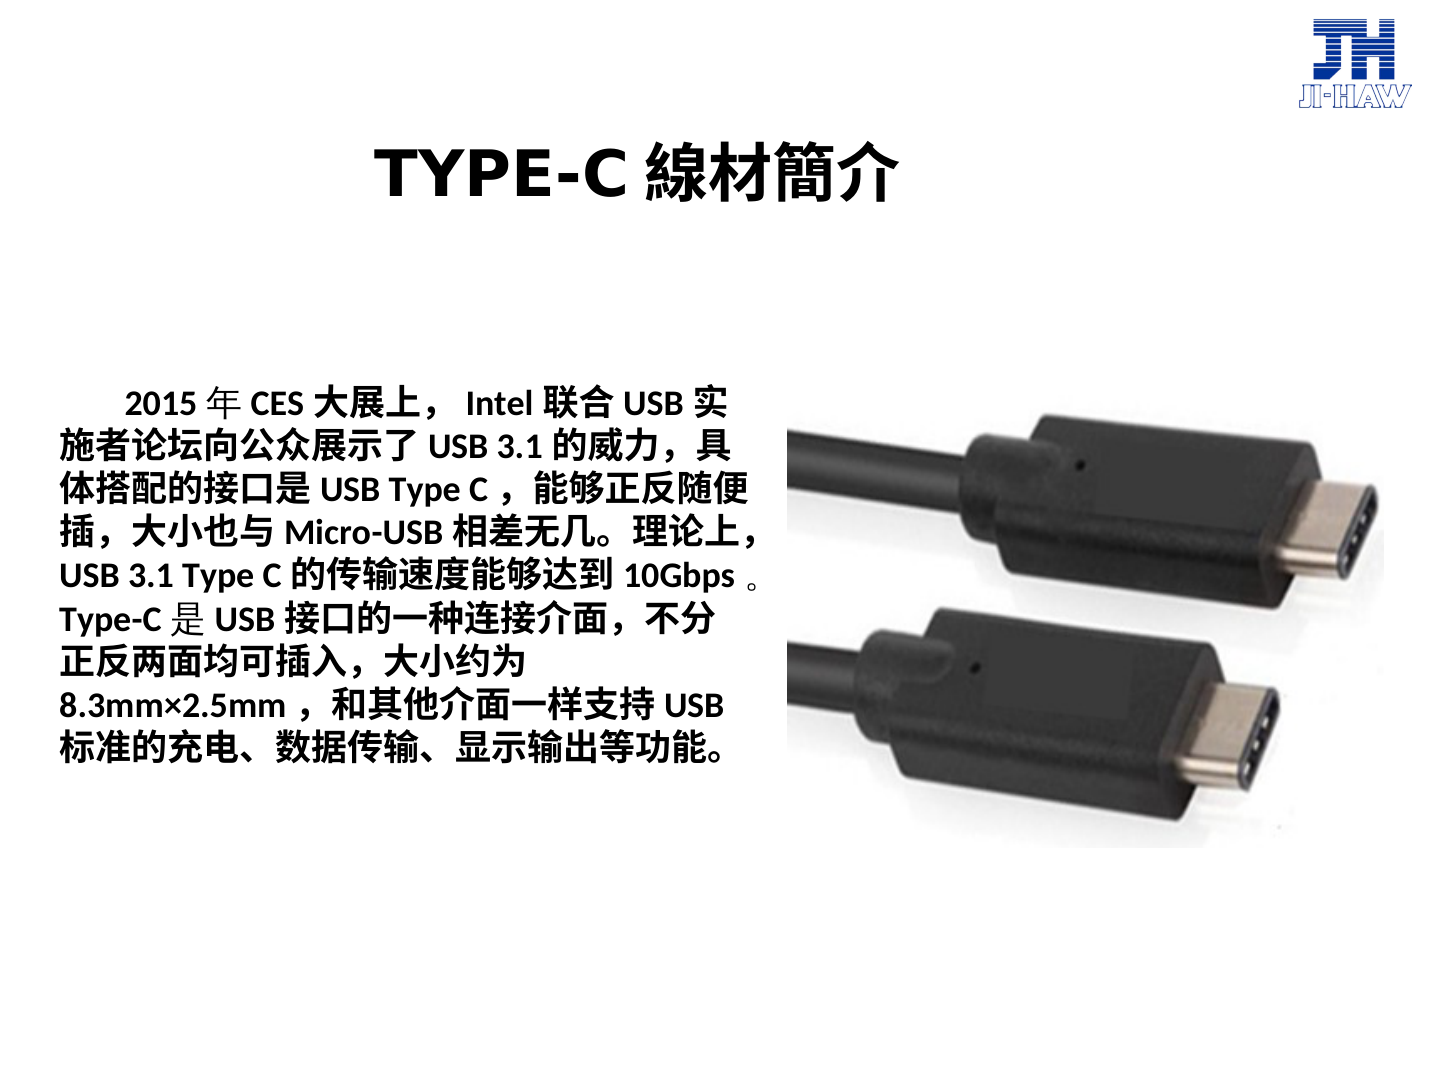 JH
JI-HAW
TYPE-C 線材簡介
2015 年 CES 大展上， Intel 联合 USB 实
施者论坛向公众展示了 USB 3.1 的威力，具
体搭配的接口是 USB Type C ，能够正反随便
插，大小也与 Micro-USB 相差无几。理论上，
USB 3.1 Type C 的传输速度能够达到 10Gbps 。
Type-C 是 USB 接口的一种连接介面，不分
正反两面均可插入，大小约为
8.3mm×2.5mm ，和其他介面一样支持 USB
标准的充电、数据传输、显示输出等功能。